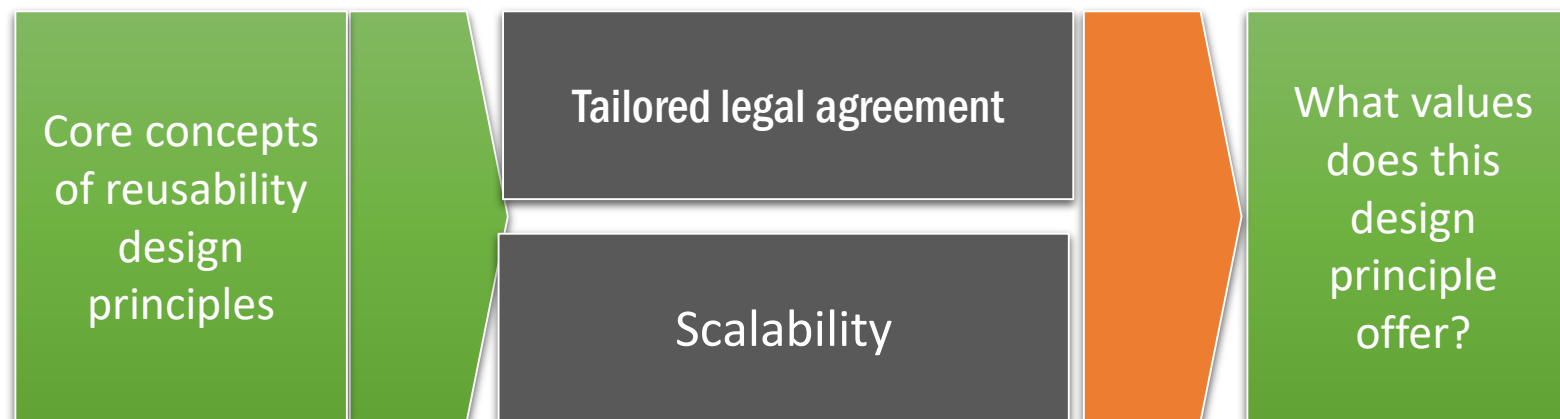 Core concepts
of reusability
design
principles
Tailored legal agreement
Scalability
What values
does this
design
principle
offer?